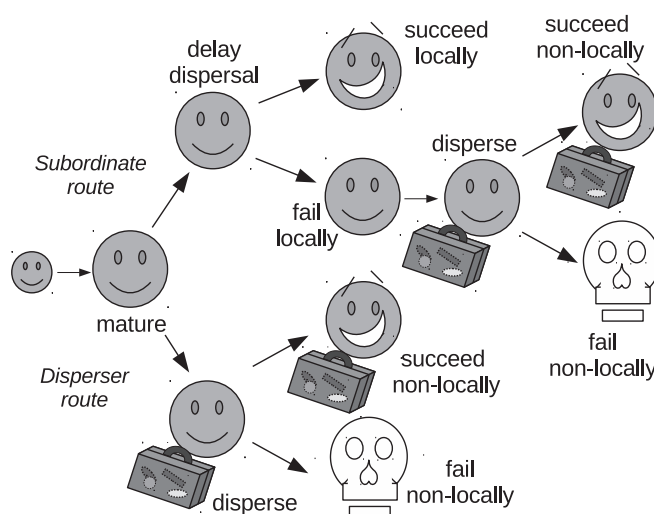 delay
dispersal
succeed
locally
succeed
non-locally
Subordinate
route
disperse
fail
locally
mature
fail
non-locally
Disperser
route
succeed
non-locally
disperse
fail
non-locally